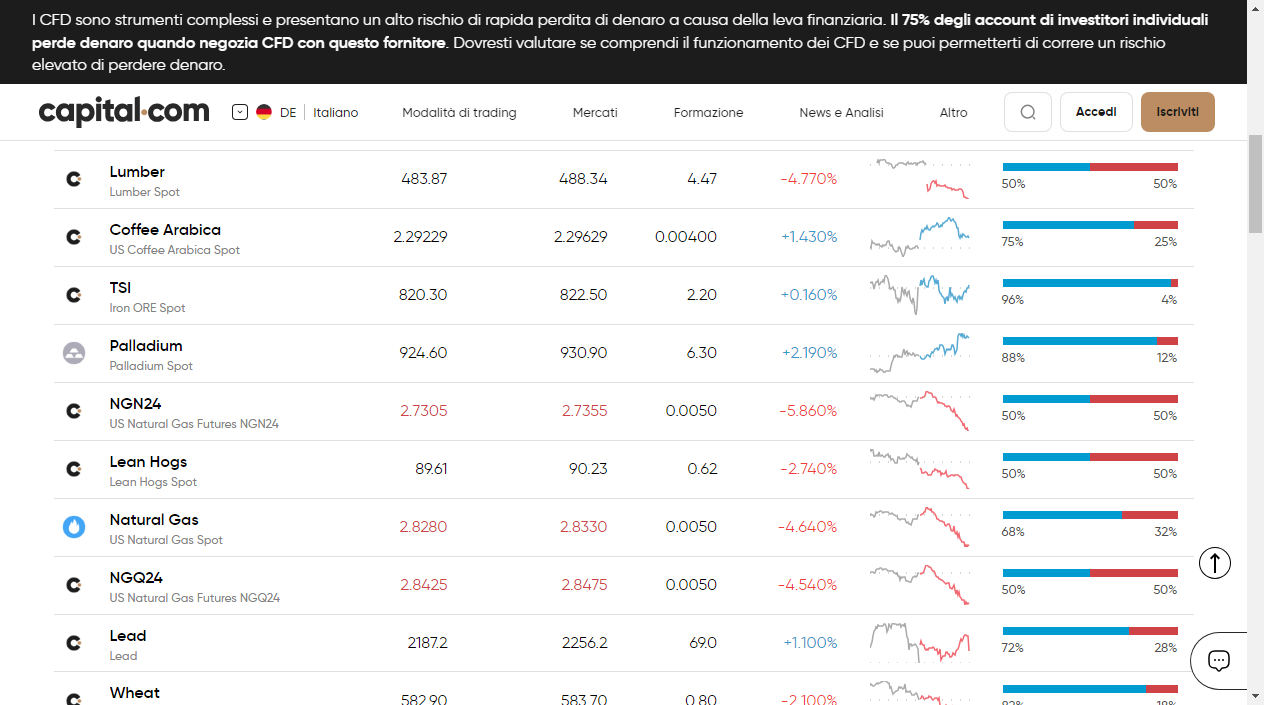 I CFD sono strumenti complessi e presentano un alto rischio di rapida perdita di denaro a causa della leva finanziaria. Il 75% degli account di investitori individuali
perde denaro quando negozia CFD con questo fornitore. Dovresti valutare se comprendi il funzionamento dei CFD e se puoi permetterti di correre un rischio
elevato di perdere denaro.
capital.com DE Italiano Modalità di trading Mercati Formazione News e Analisi Altro Accedi Iscriviti
Lumber 483.87 488.34 4.47 -4.770%
Lumber Spot 50% 50%
Coffee Arabica 2.29229 2.29629 0.00400 +1.430%
US Coffee Arabica Spot 75% 25%
TSI 820.30 822.50 2.20 +0.160%
Iron ORE Spot 96% 4%
Palladium 924.60 930.90 6.30 +2.190%
Palladium Spot 88% 12%
NGN24 2.7305 2.7355 0.0050 -5.860%
US Natural Gas Futures NGN24 50% 50%
Lean Hogs 89.61 90.23 0.62 -2.740%
Lean Hogs Spot 50% 50%
Natural Gas 2.8280 2.8330 0.0050 -4.640%
US Natural Gas Spot 68% 32%
NGQ24 2.8425 2.8475 0.0050 -4.540%
US Natural Gas Futures NGQ24 50% 50%
Lead 2187.2 2256.2 69.0 +1.100%
Lead 72% 28%
Wheat 582.90 583.70 0.80 -2.100%